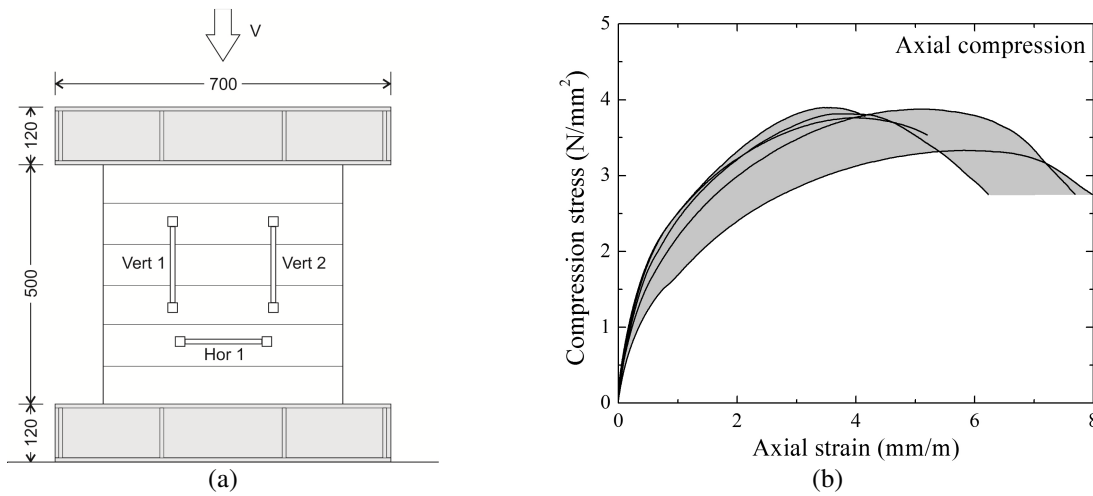 V
700
120
500
120
Vert 1
Vert 2
Hor 1
(a)
Axial compression
Compression stress (N/mm²)
5
4
3
2
1
0
0 2 4 6 8
Axial strain (mm/m)
(b)